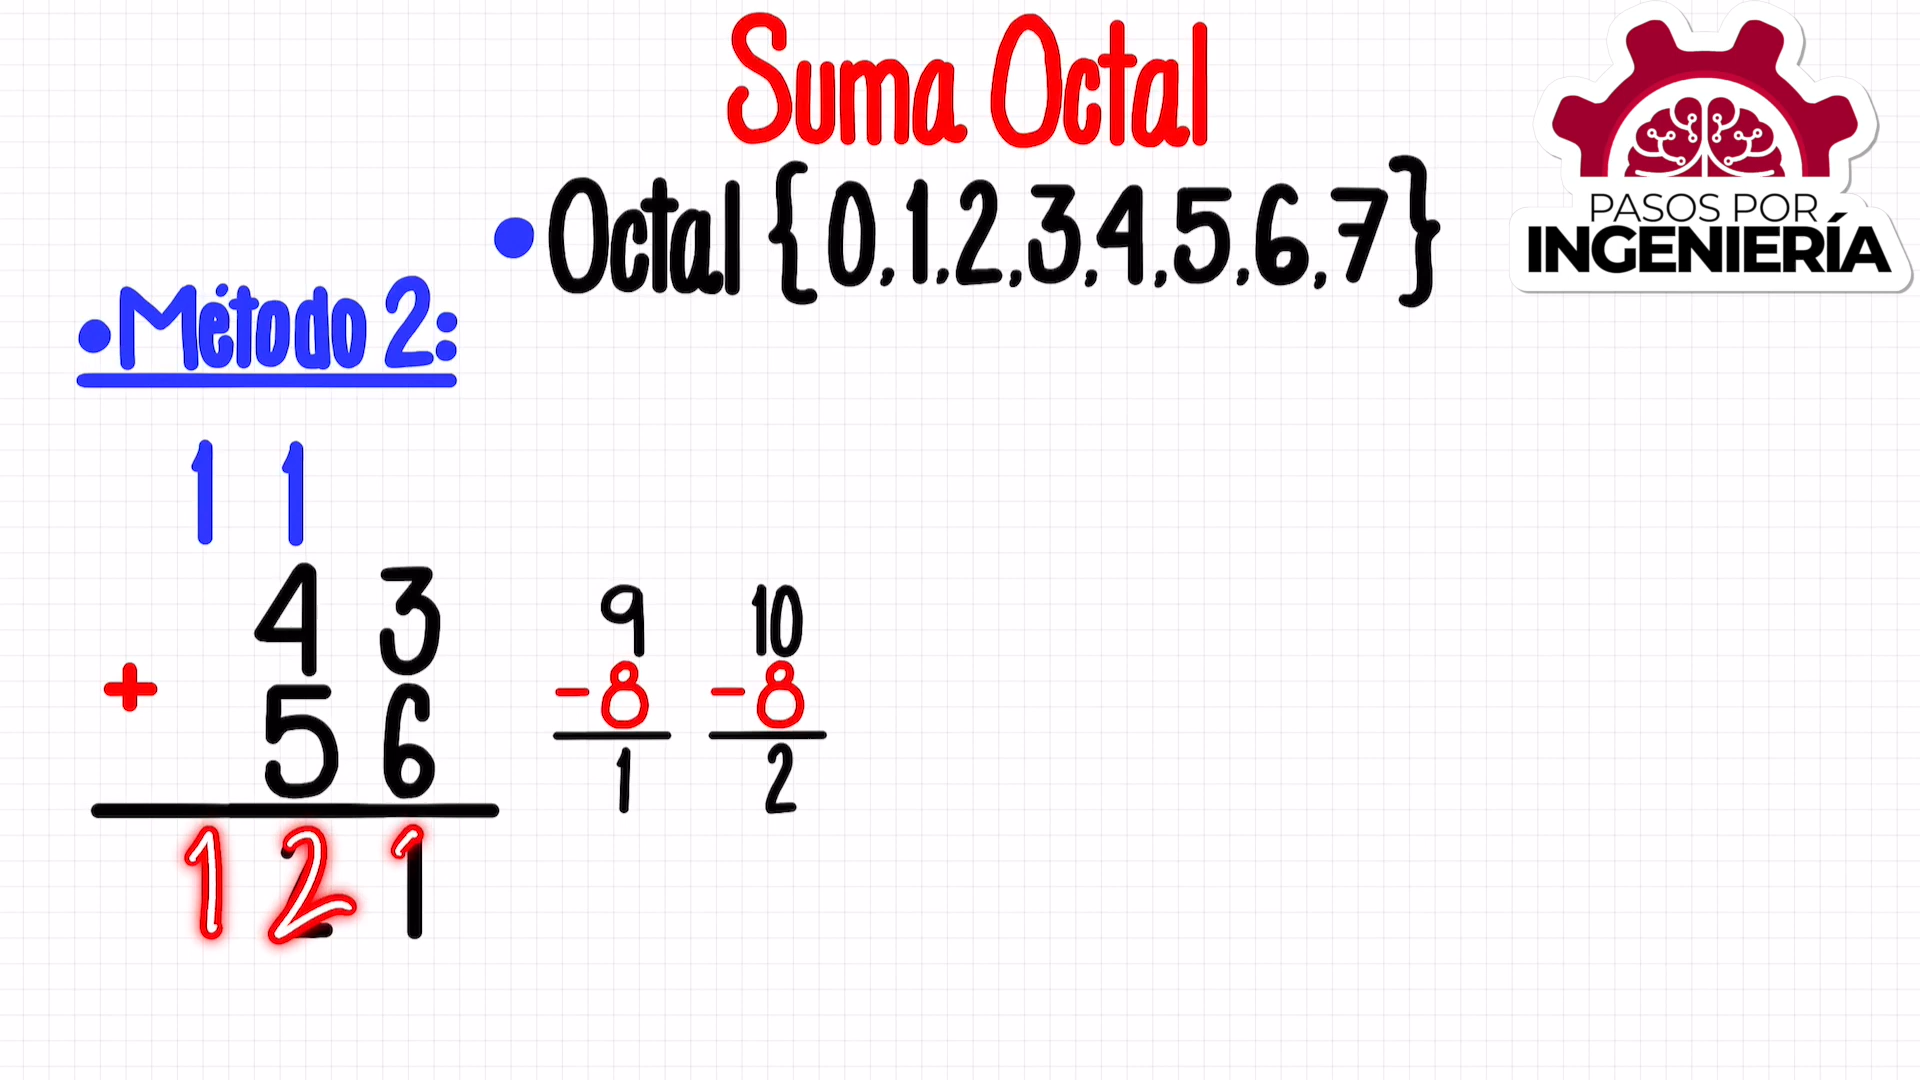 Suma Octal
PASOS POR
INGENIERÍA
• Octal {0,1,2,3,4,5,6,7}
• Método 2:
1 1
4 3
+ 5 6
1 2 1
9
-8
1
10
-8
2